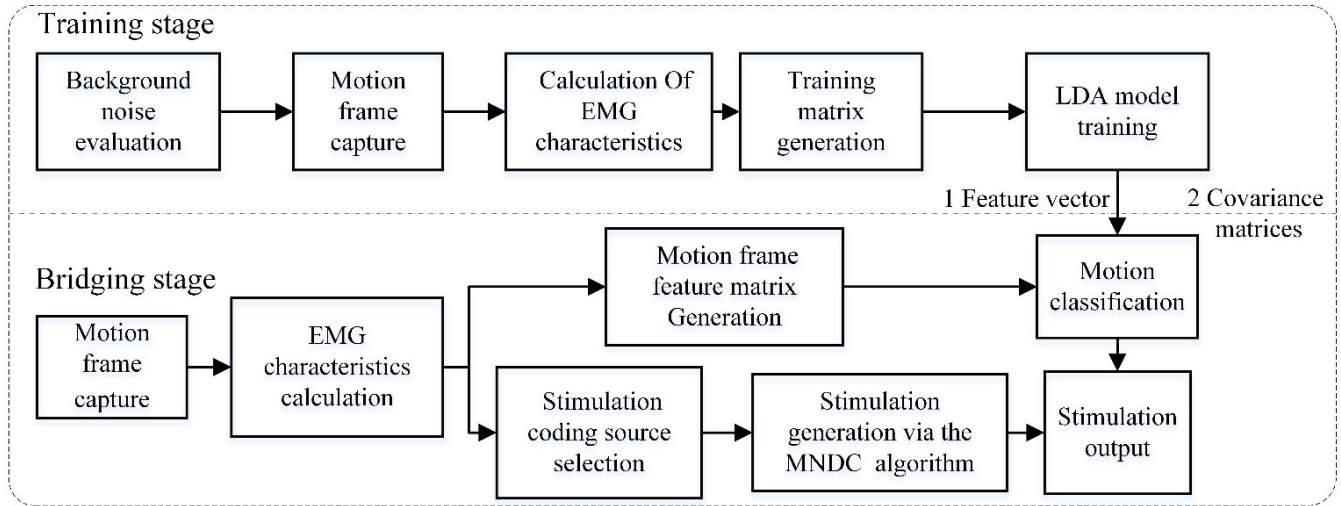 Training stage
Background
noise
evaluation
Motion
frame
capture
Calculation Of
EMG
characteristics
Training
matrix
generation
LDA model
training
1 Feature vector
2 Covariance
matrices
Bridging stage
Motion
frame
capture
EMG
characteristics
calculation
Motion frame
feature matrix
Generation
Motion
classification
Stimulation
coding source
selection
Stimulation
generation via the
MNDC algorithm
Stimulation
output